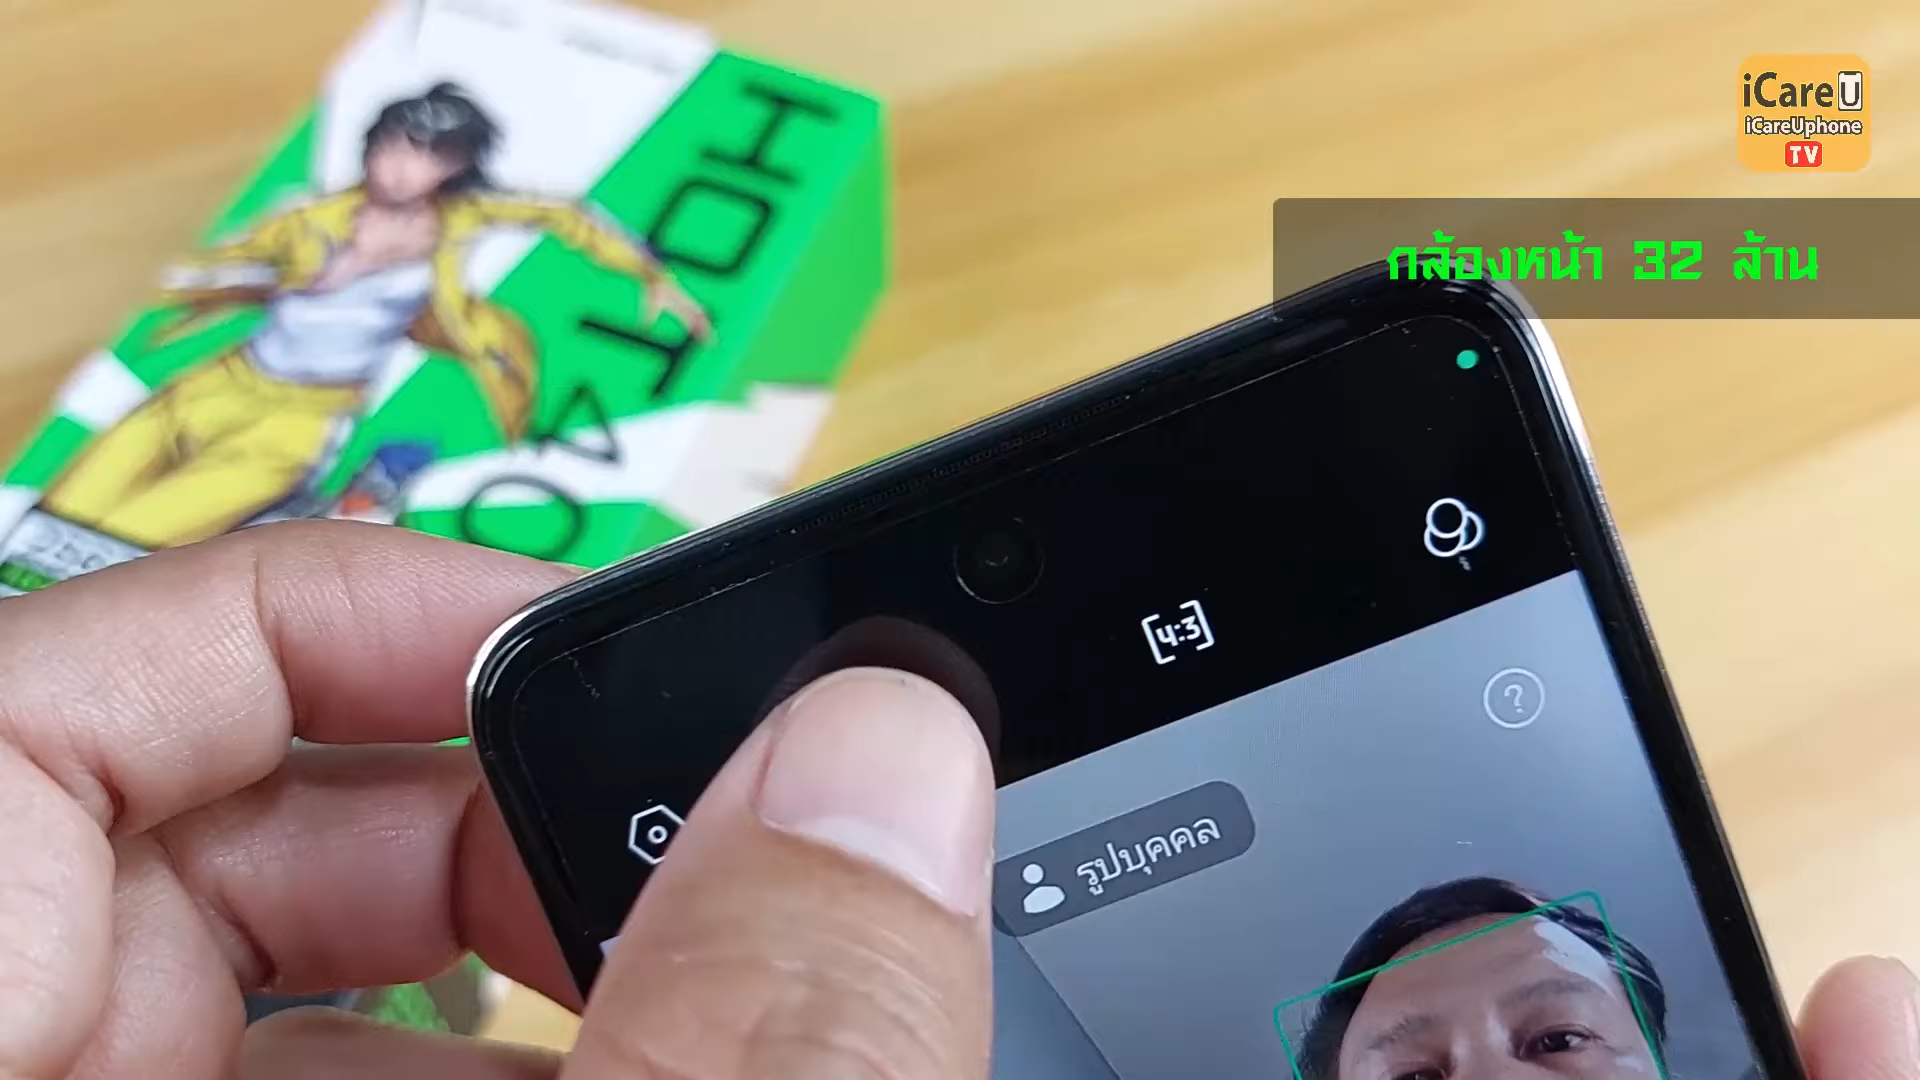 iCareU
iCareUphone
TV
กล้องหน้า 32 ล้าน
HOT 40
[4:3]
?
รูปบุคคล